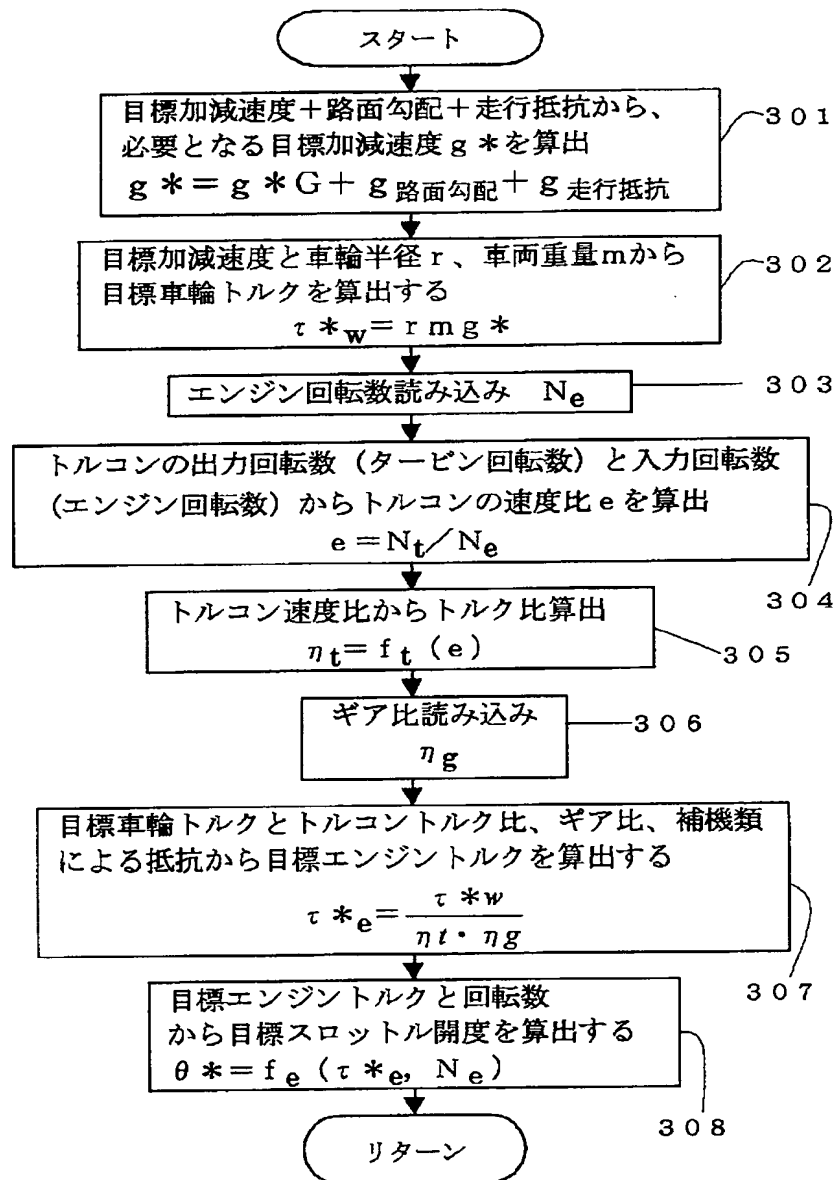 スタート
目標加減速度＋路面勾配＋走行抵抗から、
必要となる目標加減速度ｇ＊を算出
ｇ＊＝ｇ＊Ｇ＋ｇ路面勾配＋ｇ走行抵抗
３０１
目標加減速度と車輪半径ｒ、車両重量ｍから
目標車輪トルクを算出する
τ＊w＝ｒｍｇ＊
３０２
エンジン回転数読み込み　Ｎe
３０３
トルコンの出力回転数（タービン回転数）と入力回転数
（エンジン回転数）からトルコンの速度比ｅを算出
ｅ＝Ｎt／Ｎe
３０４
トルコン速度比からトルク比算出
ηt＝ｆt（ｅ）
３０５
ギア比読み込み
ηg
３０６
目標車輪トルクとトルコントルク比、ギア比、補機類
による抵抗から目標エンジントルクを算出する
τ＊e＝τ＊w／ηt・ηg
３０７
目標エンジントルクと回転数
から目標スロットル開度を算出する
θ＊＝ｆe（τ＊e，Ｎe）
３０８
リターン